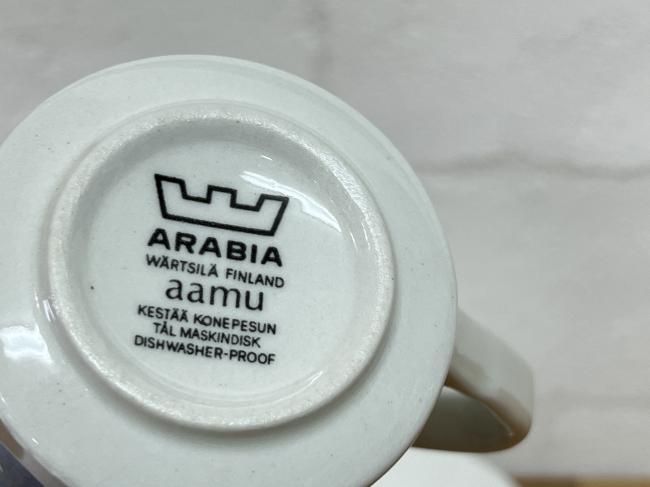 ARABIA
WÄRTSILÄ FINLAND
aamu
KESTÄÄ KONEPESUN
TÅL MASKINDISK
DISHWASHER-PROOF